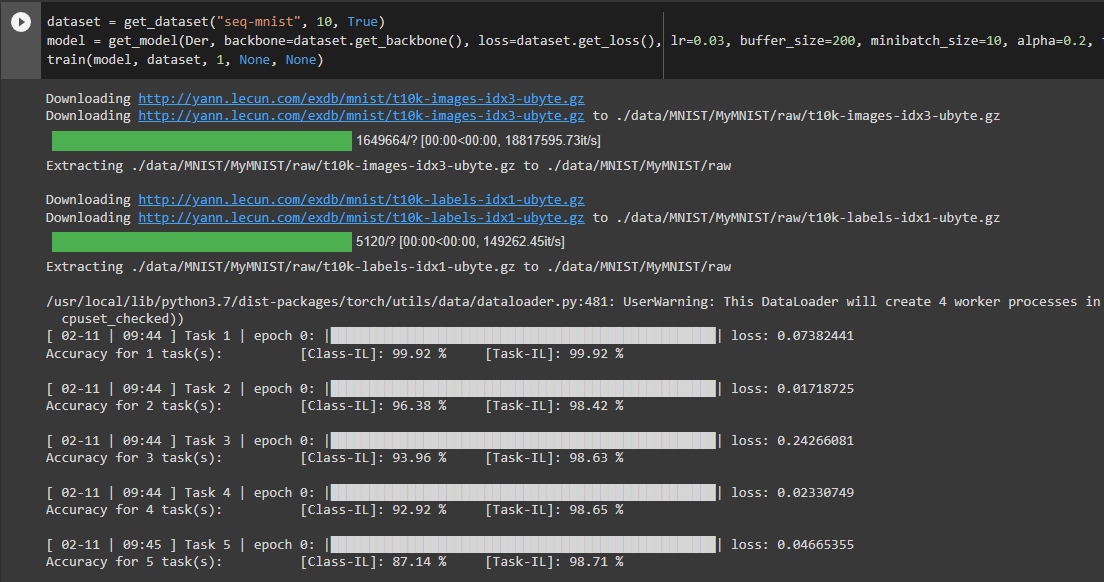 dataset = get_dataset("seq-mnist", 10, True)
model = get_model(Der, backbone=dataset.get_backbone(), loss=dataset.get_loss(), lr=0.03, buffer_size=200, minibatch_size=10, alpha=0.2,
train(model, dataset, 1, None, None)
Downloading http://yann.lecun.com/exdb/mnist/t10k-images-idx3-ubyte.gz
Downloading http://yann.lecun.com/exdb/mnist/t10k-images-idx3-ubyte.gz to ./data/MNIST/MyMNIST/raw/t10k-images-idx3-ubyte.gz
1649664/? [00:00<00:00, 18817595.73it/s]
Extracting ./data/MNIST/MyMNIST/raw/t10k-images-idx3-ubyte.gz to ./data/MNIST/MyMNIST/raw
Downloading http://yann.lecun.com/exdb/mnist/t10k-labels-idx1-ubyte.gz
Downloading http://yann.lecun.com/exdb/mnist/t10k-labels-idx1-ubyte.gz to ./data/MNIST/MyMNIST/raw/t10k-labels-idx1-ubyte.gz
5120/? [00:00<00:00, 149262.45it/s]
Extracting ./data/MNIST/MyMNIST/raw/t10k-labels-idx1-ubyte.gz to ./data/MNIST/MyMNIST/raw
/usr/local/lib/python3.7/dist-packages/torch/utils/data/dataloader.py:481: UserWarning: This DataLoader will create 4 worker processes in
cpuset_checked))
[ 02-11 | 09:44 ] Task 1 | epoch 0: | | loss: 0.07382441
Accuracy for 1 task(s): [Class-IL]: 99.92 % [Task-IL]: 99.92 %
[ 02-11 | 09:44 ] Task 2 | epoch 0: | | loss: 0.01718725
Accuracy for 2 task(s): [Class-IL]: 96.38 % [Task-IL]: 98.42 %
[ 02-11 | 09:44 ] Task 3 | epoch 0: | | loss: 0.24266081
Accuracy for 3 task(s): [Class-IL]: 93.96 % [Task-IL]: 98.63 %
[ 02-11 | 09:44 ] Task 4 | epoch 0: | | loss: 0.02330749
Accuracy for 4 task(s): [Class-IL]: 92.92 % [Task-IL]: 98.65 %
[ 02-11 | 09:45 ] Task 5 | epoch 0: | | loss: 0.04665355
Accuracy for 5 task(s): [Class-IL]: 87.14 % [Task-IL]: 98.71 %